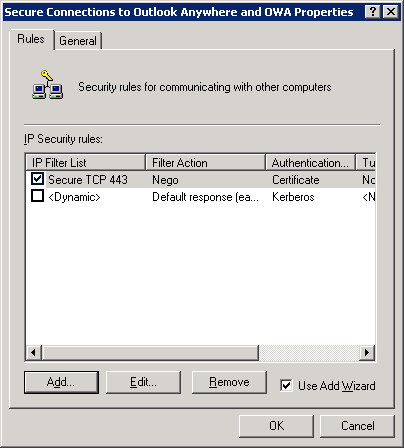 Secure Connections to Outlook Anywhere and OWA Properties
Rules General
Security rules for communicating with other computers
IP Security rules:
IP Filter List Filter Action Authentication... Tu
Secure TCP 443 Nego Certificate No
<Dynamic> Default response (ea... Kerberos <N
Add... Edit... Remove Use Add Wizard
OK Cancel